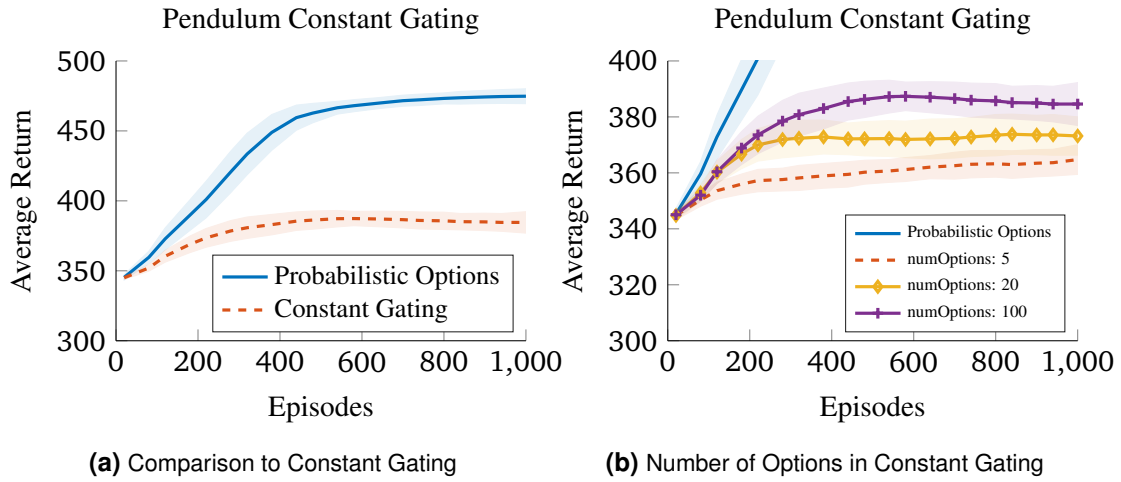 Pendulum Constant Gating
500
450
400
350
300
Average Return
0
200
400
600
800
1,000
Episodes
Probabilistic Options
Constant Gating
(a) Comparison to Constant Gating
Pendulum Constant Gating
400
380
360
340
320
300
Average Return
0
200
400
600
800
1,000
Episodes
Probabilistic Options
numOptions: 5
numOptions: 20
numOptions: 100
(b) Number of Options in Constant Gating